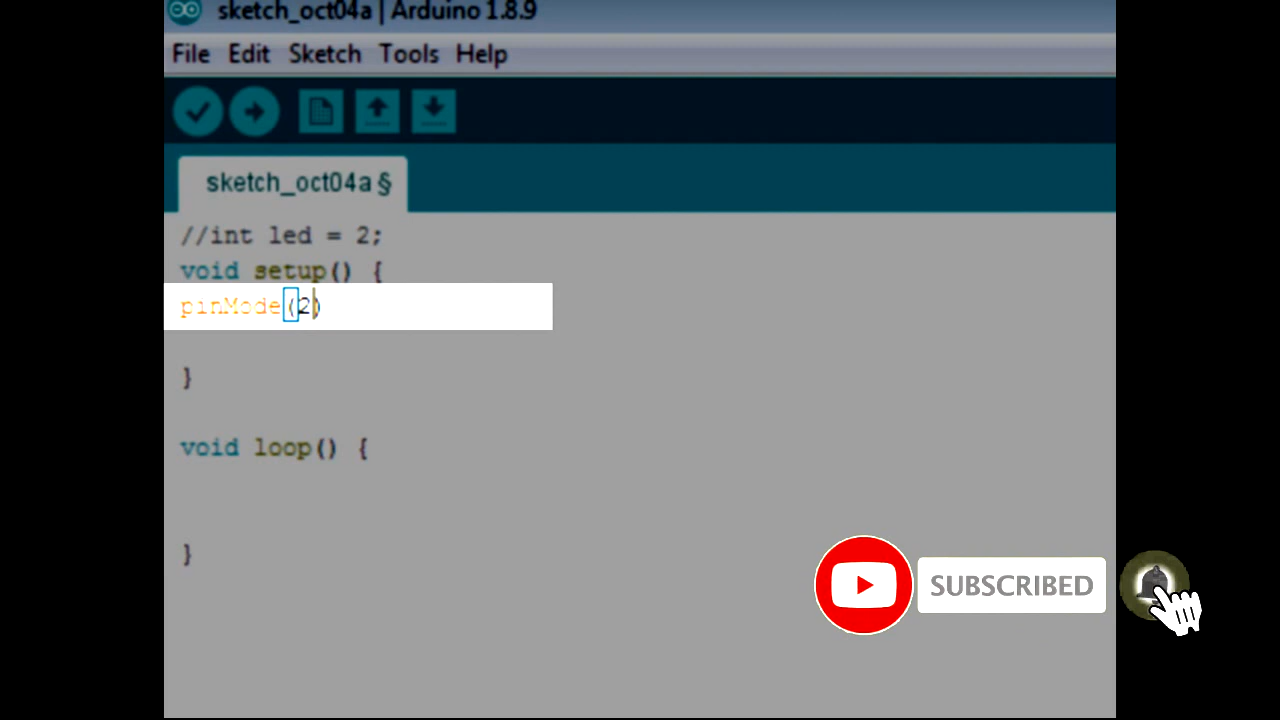 sketch_oct04a | Arduino 1.8.9
File Edit Sketch Tools Help
sketch_oct04a §
//int led = 2;
void setup() {
pinMode(2)
}
void loop() {
}
SUBSCRIBED